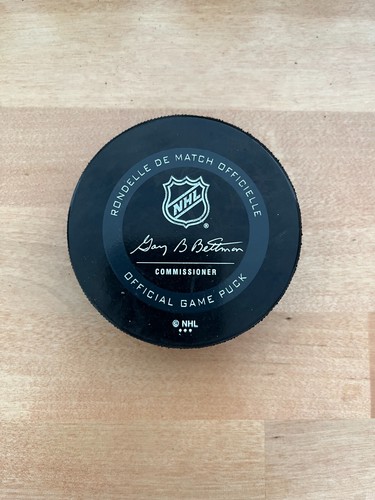 RONDELLE DE MATCH OFFICIELLE
NHL
®
Gary B Bettman
COMMISSIONER
OFFICIAL GAME PUCK
© NHL